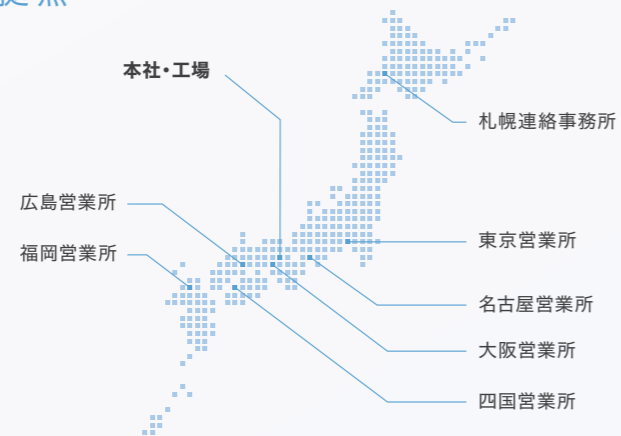 拠点
本社・工場
札幌連絡事務所
広島営業所
福岡営業所
東京営業所
名古屋営業所
大阪営業所
四国営業所